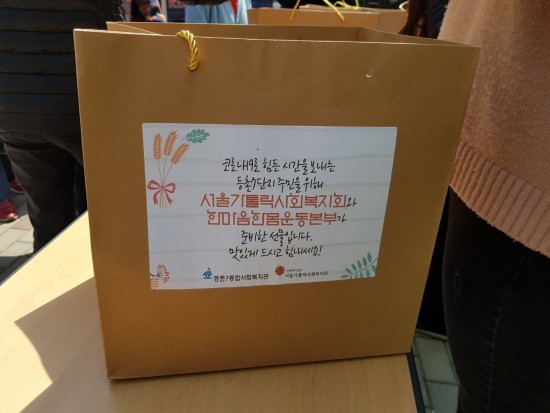 코로나19로 힘든 시간을 보내는
등촌7단지 주민을 위해
서울가톨릭사회복지회와
한마음한몸운동본부가
준비한 선물입니다.
맛있게 드시고 힘내세요!
등촌7종합사회복지관
서울가톨릭사회복지회